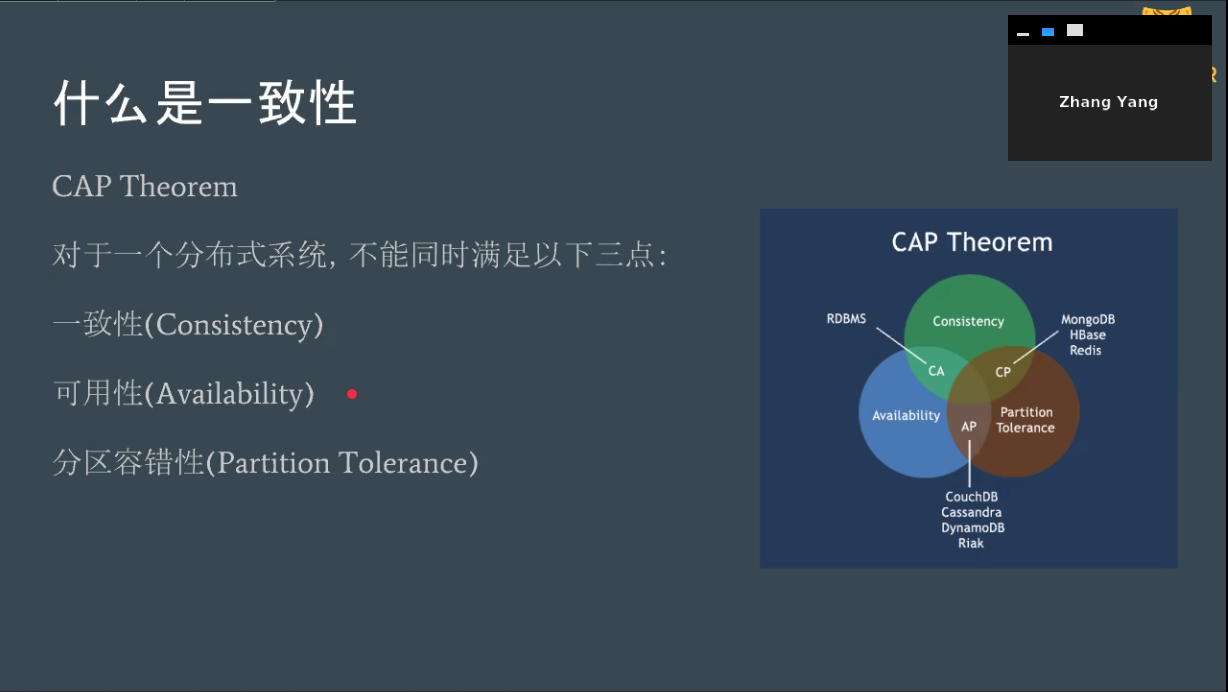 什么是一致性
CAP Theorem
对于一个分布式系统, 不能同时满足以下三点:
一致性(Consistency)
可用性(Availability)
分区容错性(Partition Tolerance)
Zhang Yang
CAP Theorem
RDBMS
Consistency
MongoDB
HBase
Redis
CA
CP
Availability
Partition
Tolerance
AP
CouchDB
Cassandra
DynamoDB
Riak